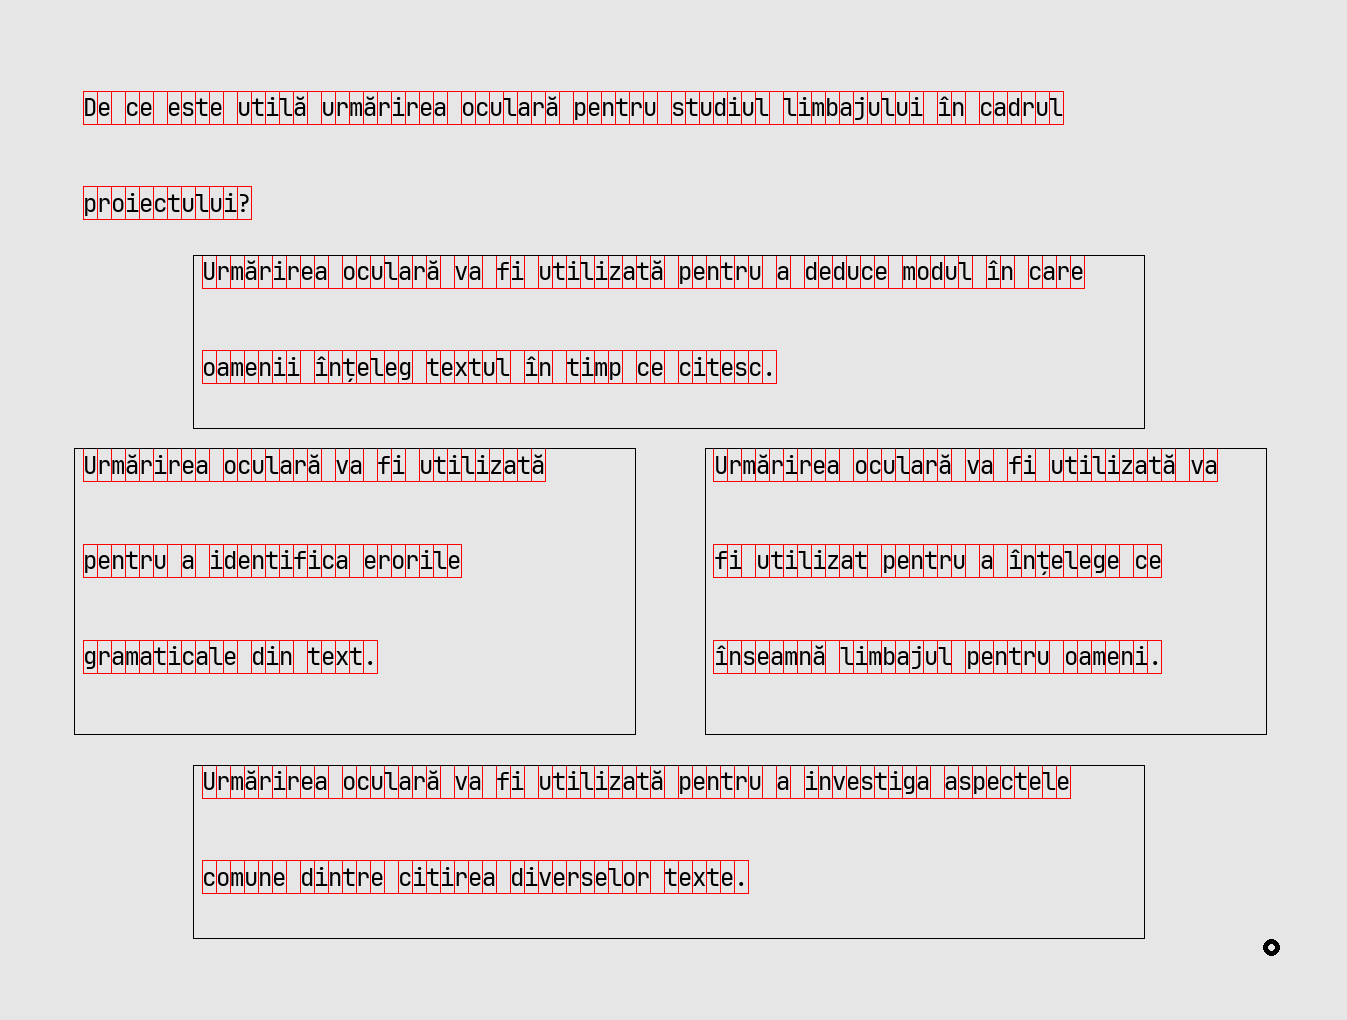 De ce este utilă urmărirea oculară pentru studiul limbajului în cadrul
proiectului?
Urmărirea oculară va fi utilizată pentru a deduce modul în care
oamenii înțeleg textul în timp ce citesc.
Urmărirea oculară va fi utilizată
pentru a identifica erorile
gramaticale din text.
Urmărirea oculară va fi utilizată va
fi utilizat pentru a înțelege ce
înseamnă limbajul pentru oameni.
Urmărirea oculară va fi utilizată pentru a investiga aspectele
comune dintre citirea diverselor texte.